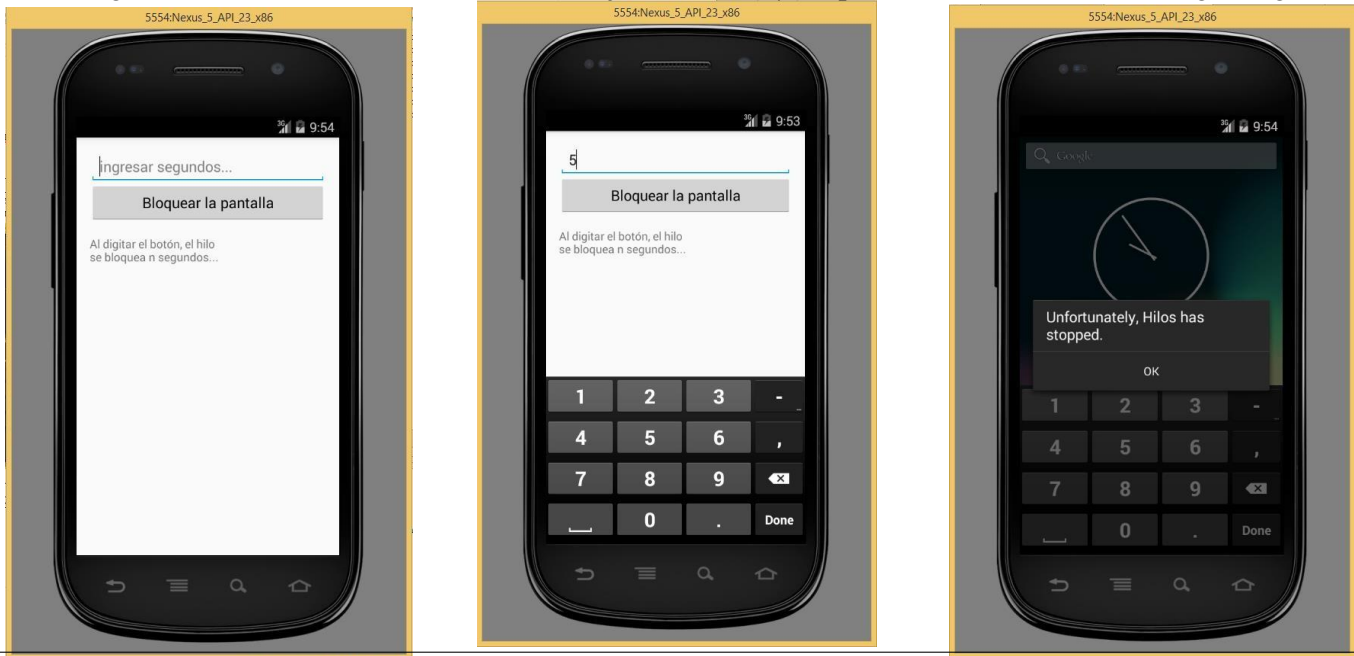 5554:Nexus_5_API_23_x86
3G 9:54
ingresar segundos...
Bloquear la pantalla
Al digitar el botón, el hilo
se bloquea n segundos...
5554:Nexus_5_API_23_x86
3G 9:53
5
Bloquear la pantalla
Al digitar el botón, el hilo
se bloquea n segundos...
1 2 3 -
4 5 6 ,
7 8 9
0 . Done
5554:Nexus_5_API_23_x86
3G 9:54
Google
Unfortunately, Hilos has
stopped.
OK
1 2 3 -
4 5 6 ,
7 8 9
0 . Done